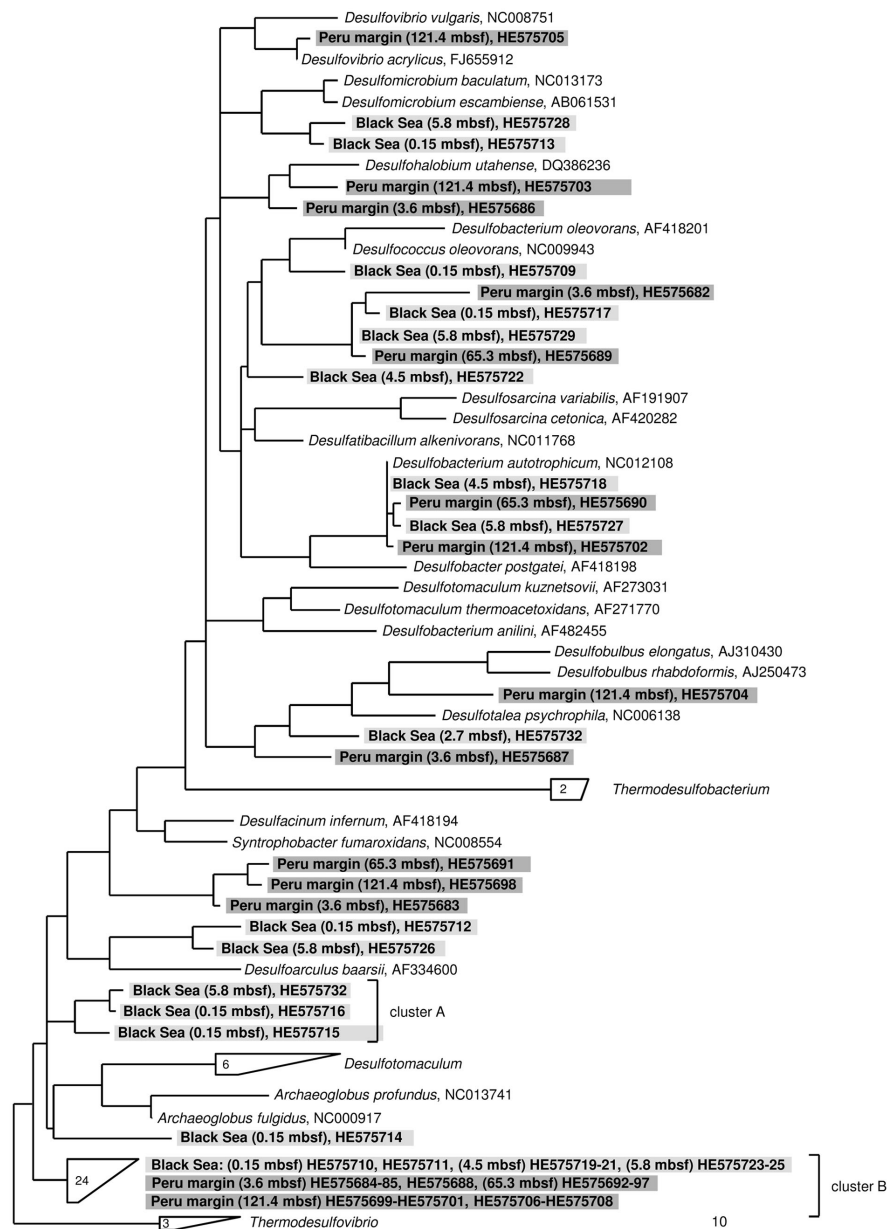 Desulfovibrio vulgaris, NC008751
Peru margin (121.4 mbsf), HE575705
Desulfovibrio acrylicus, FJ655912
Desulfomicrobium baculatum, NC013173
Desulfomicrobium escambiense, AB061531
Black Sea (5.8 mbsf), HE575728
Black Sea (0.15 mbsf), HE575713
Desulfohalobium utahense, DQ386236
Peru margin (121.4 mbsf), HE575703
Peru margin (3.6 mbsf), HE575686
Desulfobacterium oleovorans, AF418201
Desulfococcus oleovorans, NC009943
Black Sea (0.15 mbsf), HE575709
Peru margin (3.6 mbsf), HE575682
Black Sea (0.15 mbsf), HE575717
Black Sea (5.8 mbsf), HE575729
Peru margin (65.3 mbsf), HE575689
Black Sea (4.5 mbsf), HE575722
Desulfosarcina variabilis, AF191907
Desulfosarcina cetonica, AF420282
Desulfatibacillum alkenivorans, NC011768
Desulfobacterium autotrophicum, NC012108
Black Sea (4.5 mbsf), HE575718
Peru margin (65.3 mbsf), HE575690
Black Sea (5.8 mbsf), HE575727
Peru margin (121.4 mbsf), HE575702
Desulfobacter postgatei, AF418198
Desulfotomaculum kuznetsovii, AF273031
Desulfotomaculum thermoacetoxidans, AF271770
Desulfobacterium anilini, AF482455
Desulfobulbus elongatus, AJ310430
Desulfobulbus rhabdoformis, AJ250473
Peru margin (121.4 mbsf), HE575704
Desulfotalea psychrophila, NC006138
Black Sea (2.7 mbsf), HE575732
Peru margin (3.6 mbsf), HE575687
2 Thermodesulfobacterium
Desulfacinum infernum, AF418194
Syntrophobacter fumaroxidans, NC008554
Peru margin (65.3 mbsf), HE575691
Peru margin (121.4 mbsf), HE575698
Peru margin (3.6 mbsf), HE575683
Black Sea (0.15 mbsf), HE575712
Black Sea (5.8 mbsf), HE575726
Desulfoarculus baarsii, AF334600
Black Sea (5.8 mbsf), HE575732
Black Sea (0.15 mbsf), HE575716
cluster A
Black Sea (0.15 mbsf), HE575715
6 Desulfotomaculum
Archaeoglobus profundus, NC013741
Archaeoglobus fulgidus, NC000917
Black Sea (0.15 mbsf), HE575714
Black Sea: (0.15 mbsf) HE575710, HE575711, (4.5 mbsf) HE575719-21, (5.8 mbsf) HE575723-25
24 Peru margin (3.6 mbsf) HE575684-85, HE575688, (65.3 mbsf) HE575692-97
cluster B
Peru margin (121.4 mbsf) HE575699-HE575701, HE575706-HE575708
3 Thermodesulfovibrio
10